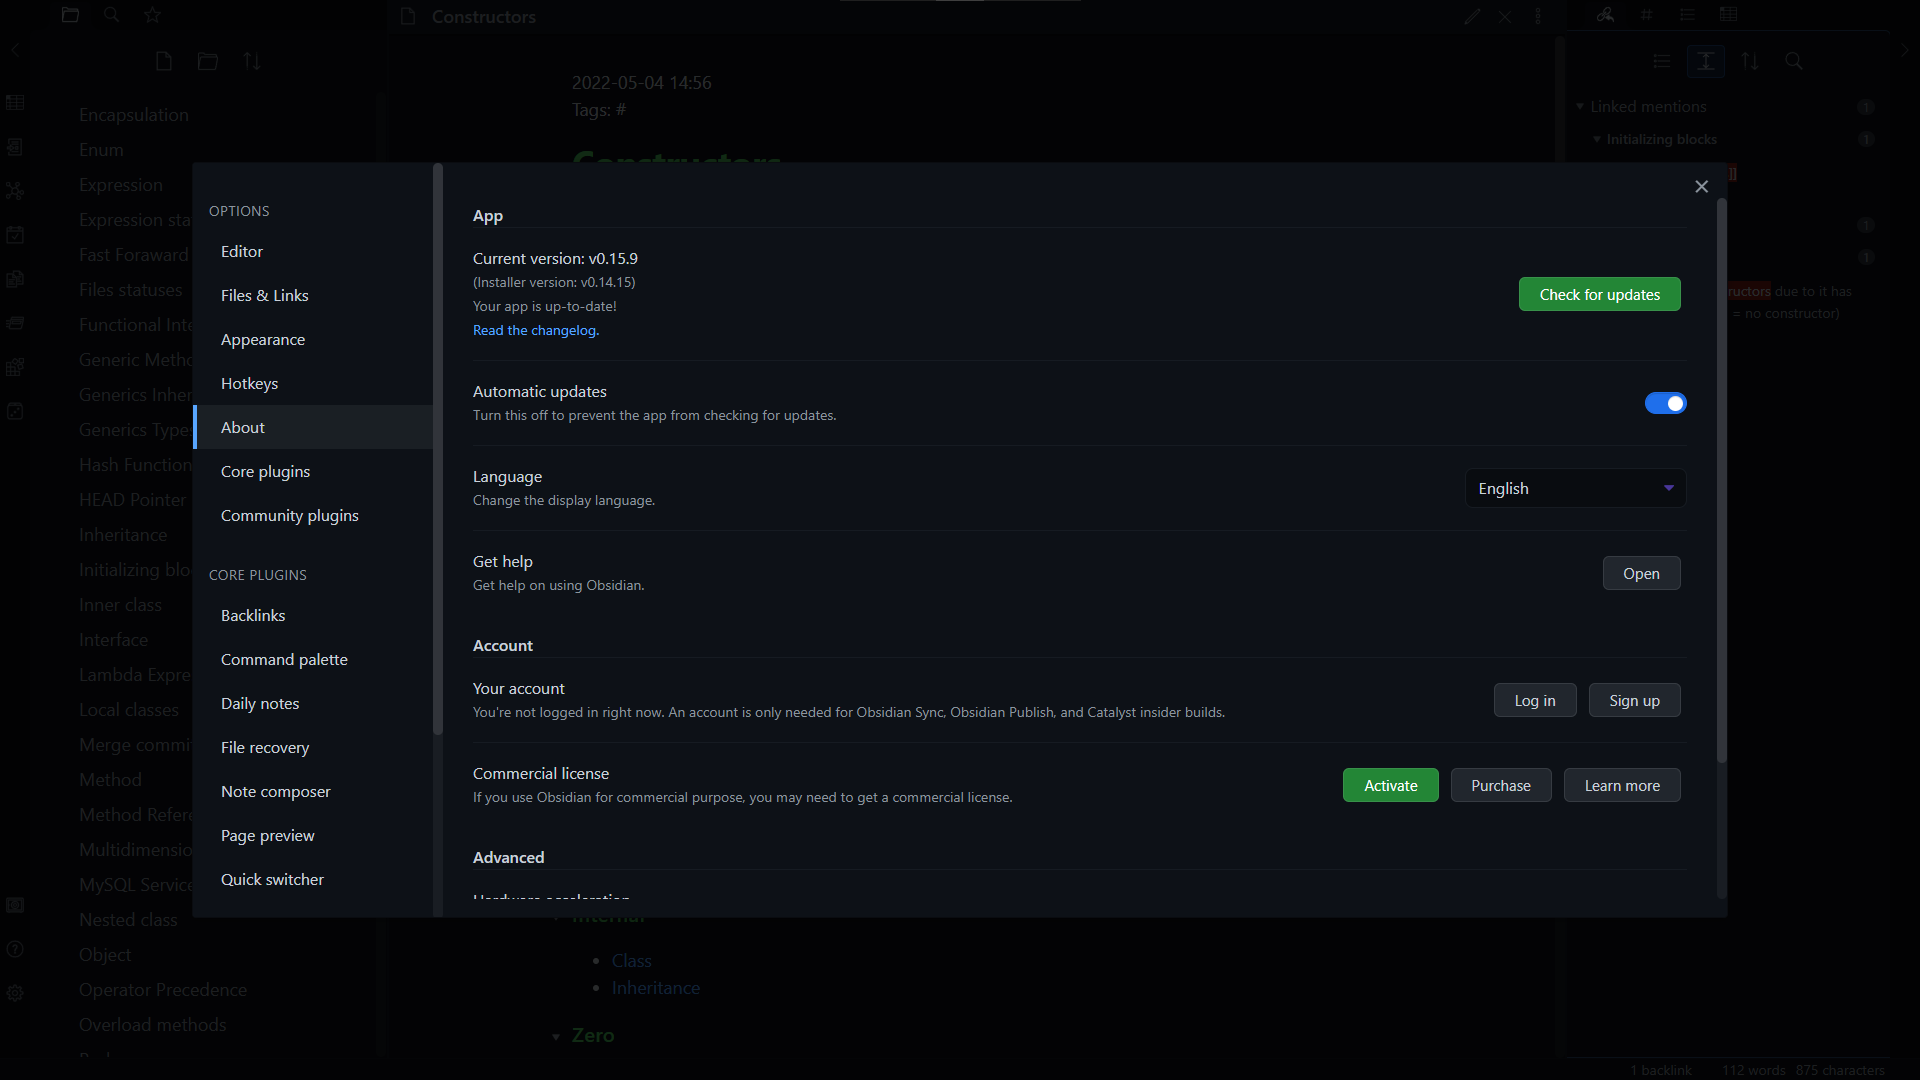 Constructors
2022-05-04 14:56
Tags: #
Constructors
Encapsulation
Enum
Expression
Expression sta
Fast Foraward
Files statuses
Functional Inte
Generic Metho
Generics Inher
Generics Types
Hash Function
HEAD Pointer
Inheritance
Initializing blo
Inner class
Interface
Lambda Expre
Local classes
Merge commi
Method
Method Refere
Multidimensio
MySQL Service
Nested class
Object
Operator Precedence
Overload methods
OPTIONS
Editor
Files & Links
Appearance
Hotkeys
About
Core plugins
Community plugins
CORE PLUGINS
Backlinks
Command palette
Daily notes
File recovery
Note composer
Page preview
Quick switcher
App
Current version: v0.15.9
(Installer version: v0.14.15)
Your app is up-to-date!
Read the changelog.
Check for updates
Automatic updates
Turn this off to prevent the app from checking for updates.
Language
Change the display language.
English
Get help
Get help on using Obsidian.
Open
Account
Your account
You're not logged in right now. An account is only needed for Obsidian Sync, Obsidian Publish, and Catalyst insider builds.
Log in
Sign up
Commercial license
If you use Obsidian for commercial purpose, you may need to get a commercial license.
Activate
Purchase
Learn more
Advanced
Hardware acceleration
Internal
Class
Inheritance
Zero
Linked mentions
1
Initializing blocks
1
]]
1
1
ructors due to it has
= no constructor)
1 backlink
112 words
875 characters